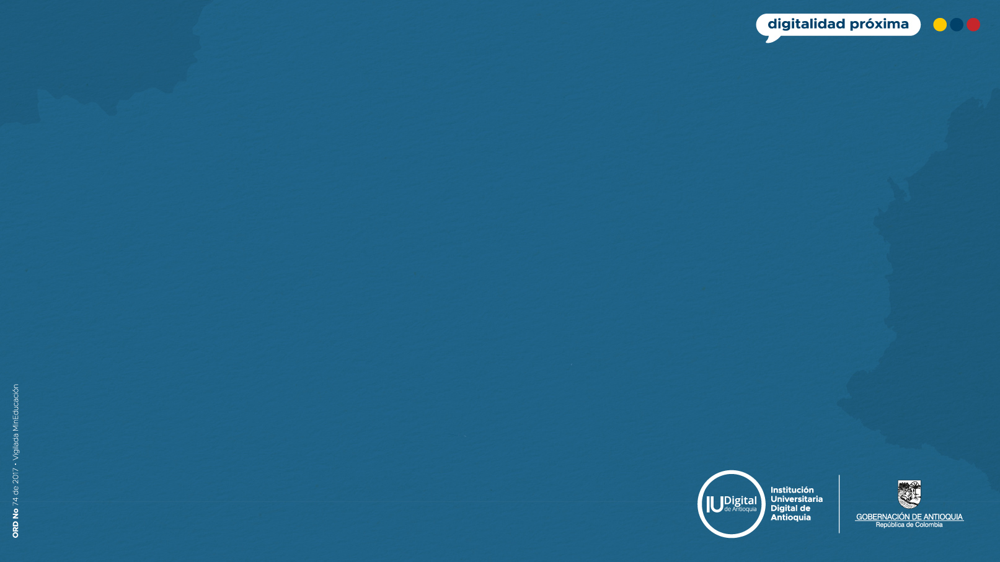 digitalidad próxima
ORD No 74 de 2017 • Vigilada MinEducación
IUDigital
de Antioquia
Institución
Universitaria
Digital de
Antioquia
GOBERNACIÓN DE ANTIOQUIA
República de Colombia